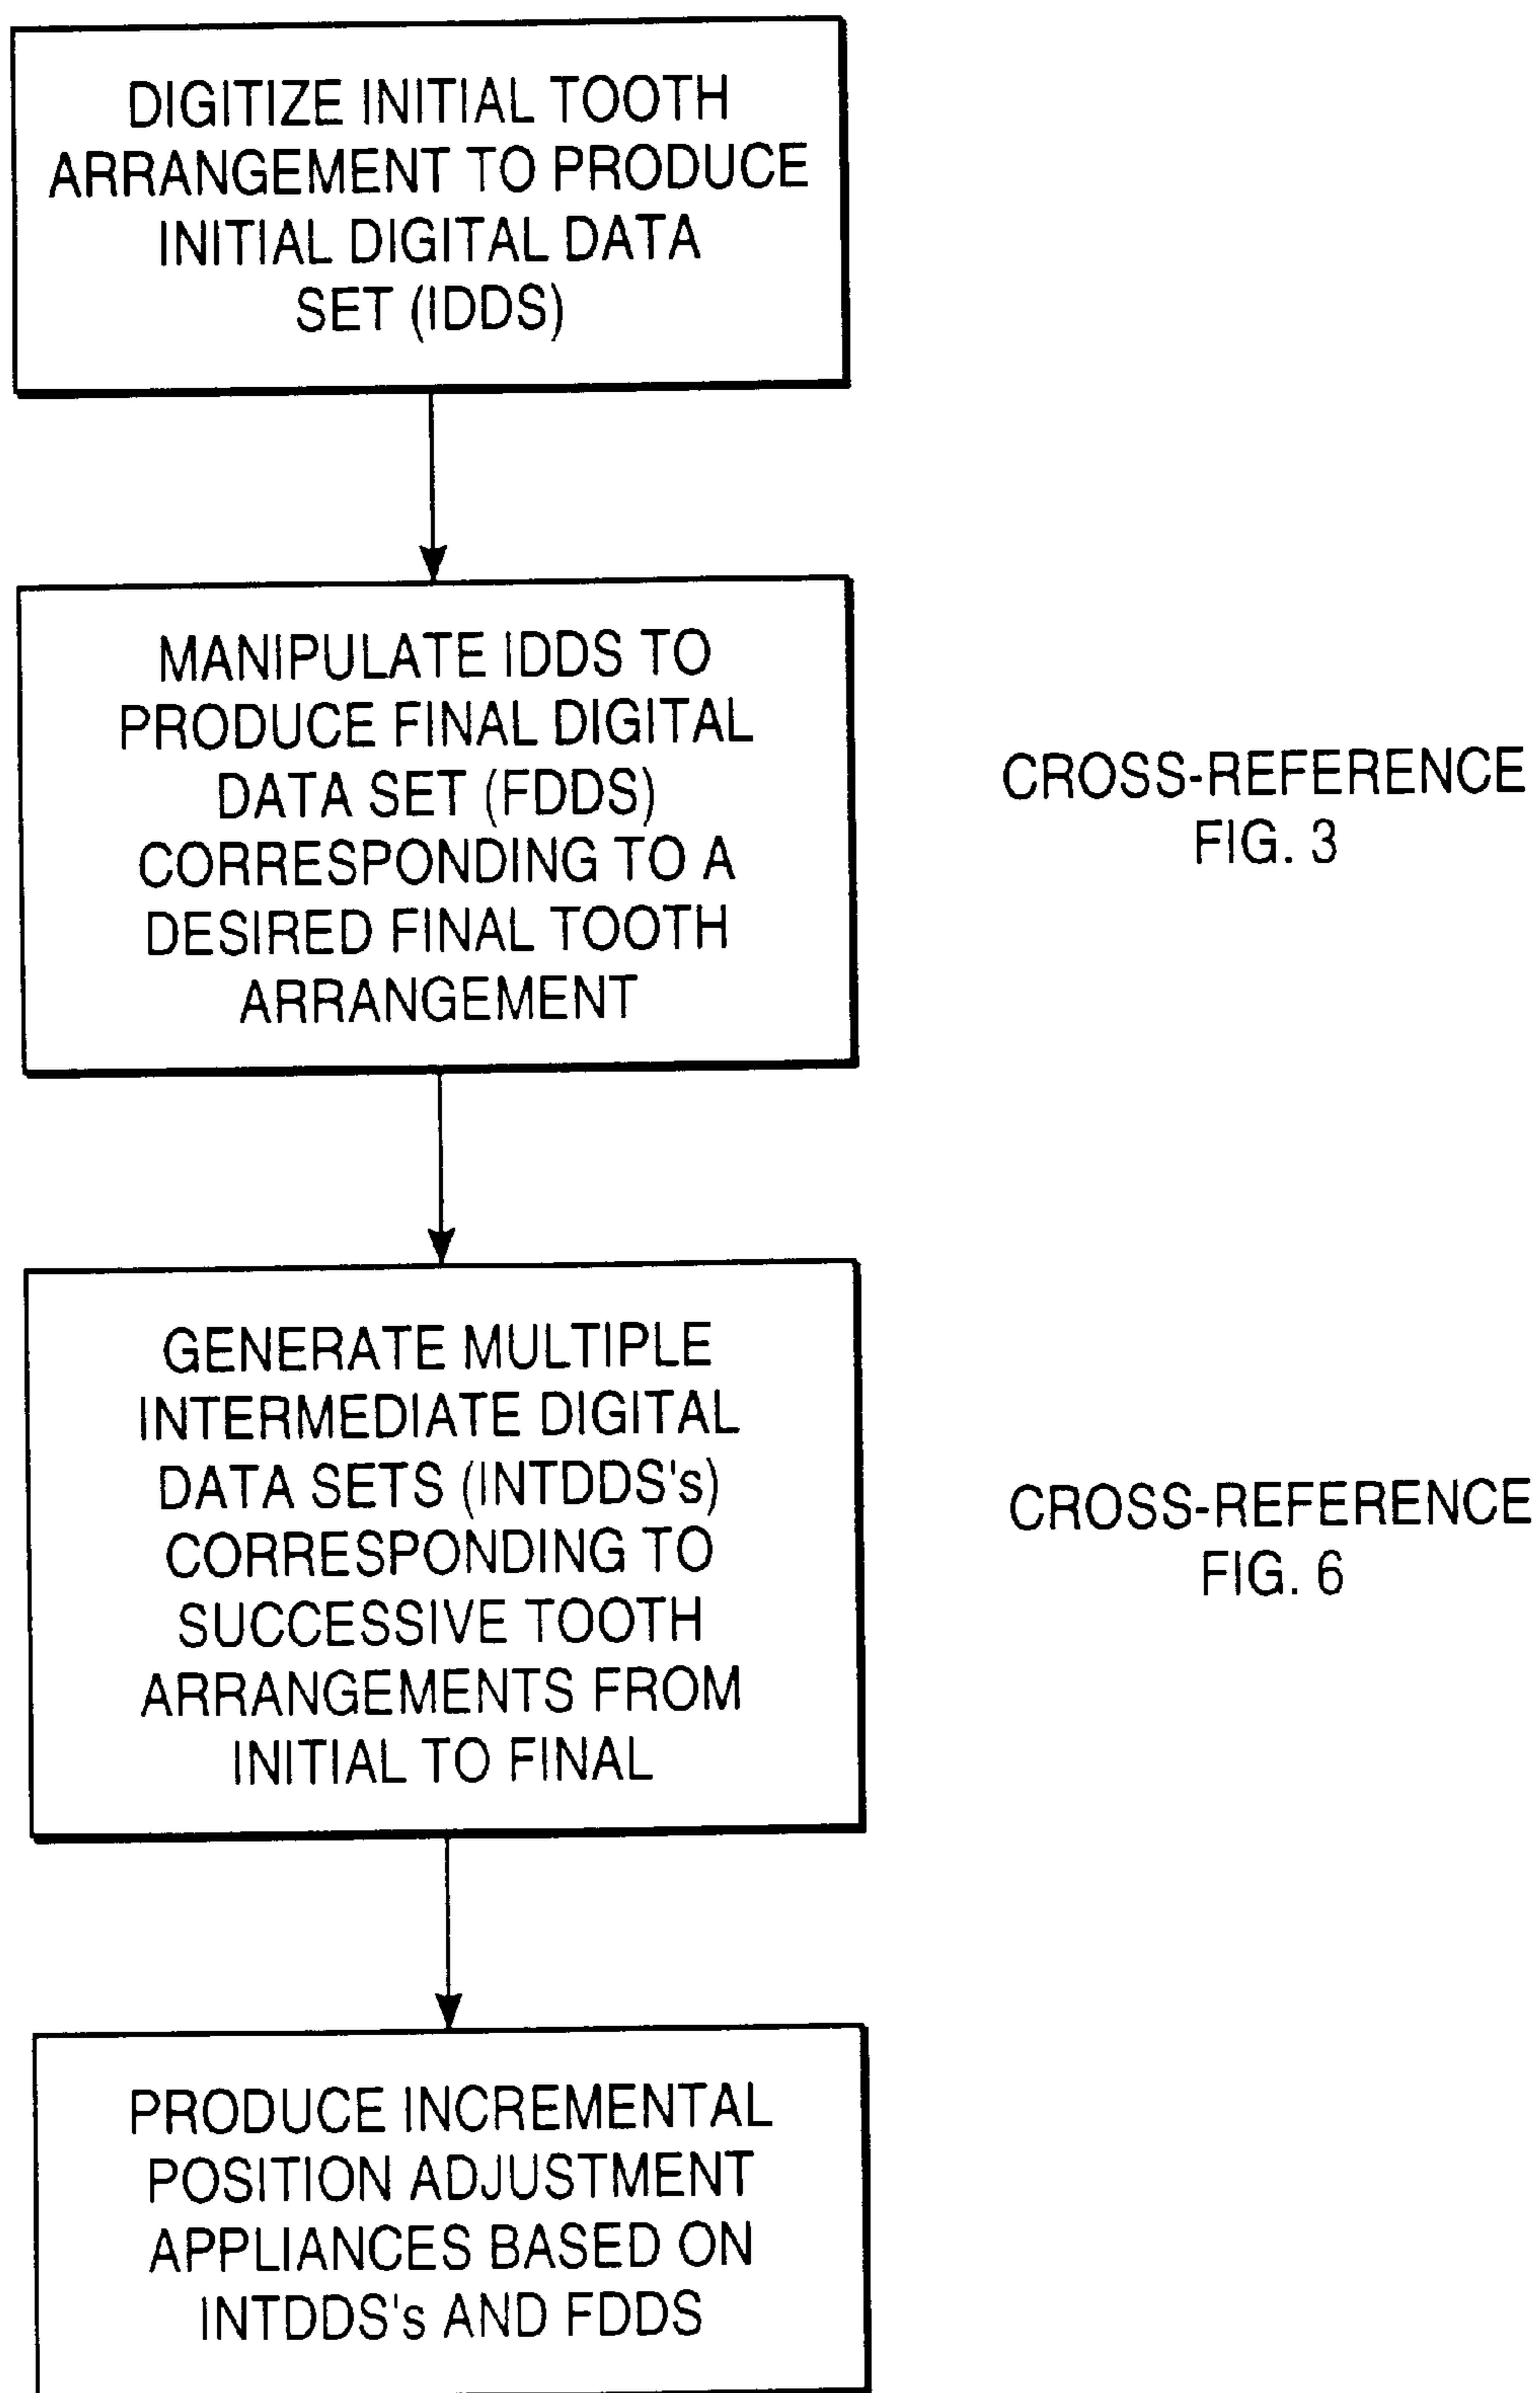 DIGITIZE INITIAL TOOTH
ARRANGEMENT TO PRODUCE
INITIAL DIGITAL DATA
SET (IDDS)
MANIPULATE IDDS TO
PRODUCE FINAL DIGITAL
DATA SET (FDDS)
CORRESPONDING TO A
DESIRED FINAL TOOTH
ARRANGEMENT
CROSS-REFERENCE
FIG. 3
GENERATE MULTIPLE
INTERMEDIATE DIGITAL
DATA SETS (INTDDS's)
CORRESPONDING TO
SUCCESSIVE TOOTH
ARRANGEMENTS FROM
INITIAL TO FINAL
CROSS-REFERENCE
FIG. 6
PRODUCE INCREMENTAL
POSITION ADJUSTMENT
APPLIANCES BASED ON
INTDDS's AND FDDS